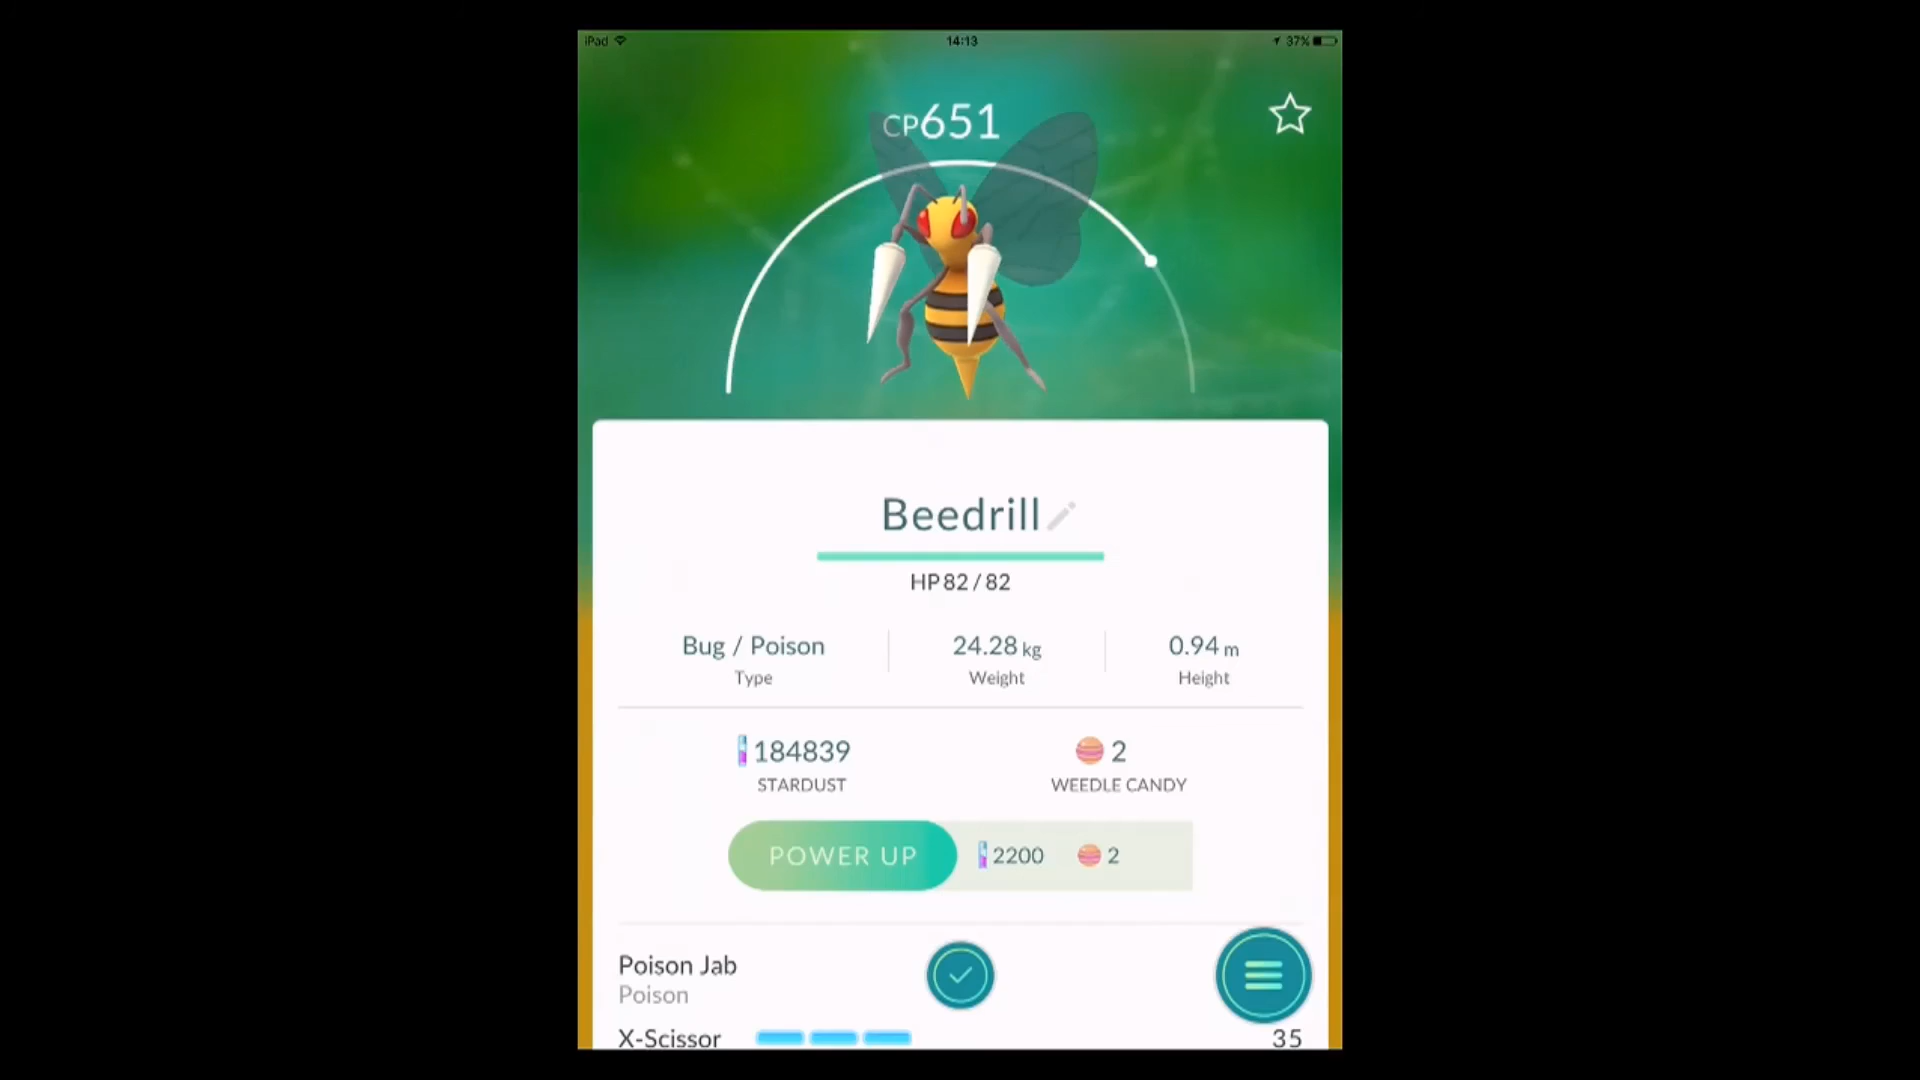 iPad 14:13 37%
CP651
Beedrill
HP 82 / 82
Bug / Poison 24.28 kg 0.94 m
Type Weight Height
184839 2
STARDUST WEEDLE CANDY
POWER UP 2200 2
Poison Jab
Poison
X-Scissor 35